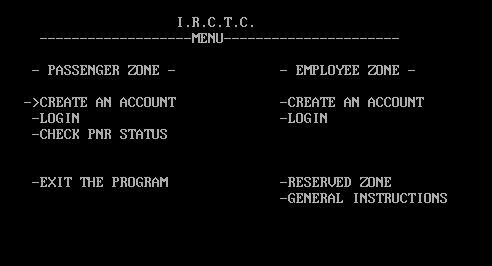 I.R.C.T.C.
-------------------MENU----------------------
- PASSENGER ZONE - - EMPLOYEE ZONE -
->CREATE AN ACCOUNT -CREATE AN ACCOUNT
-LOGIN -LOGIN
-CHECK PNR STATUS
-EXIT THE PROGRAM -RESERVED ZONE
-GENERAL INSTRUCTIONS